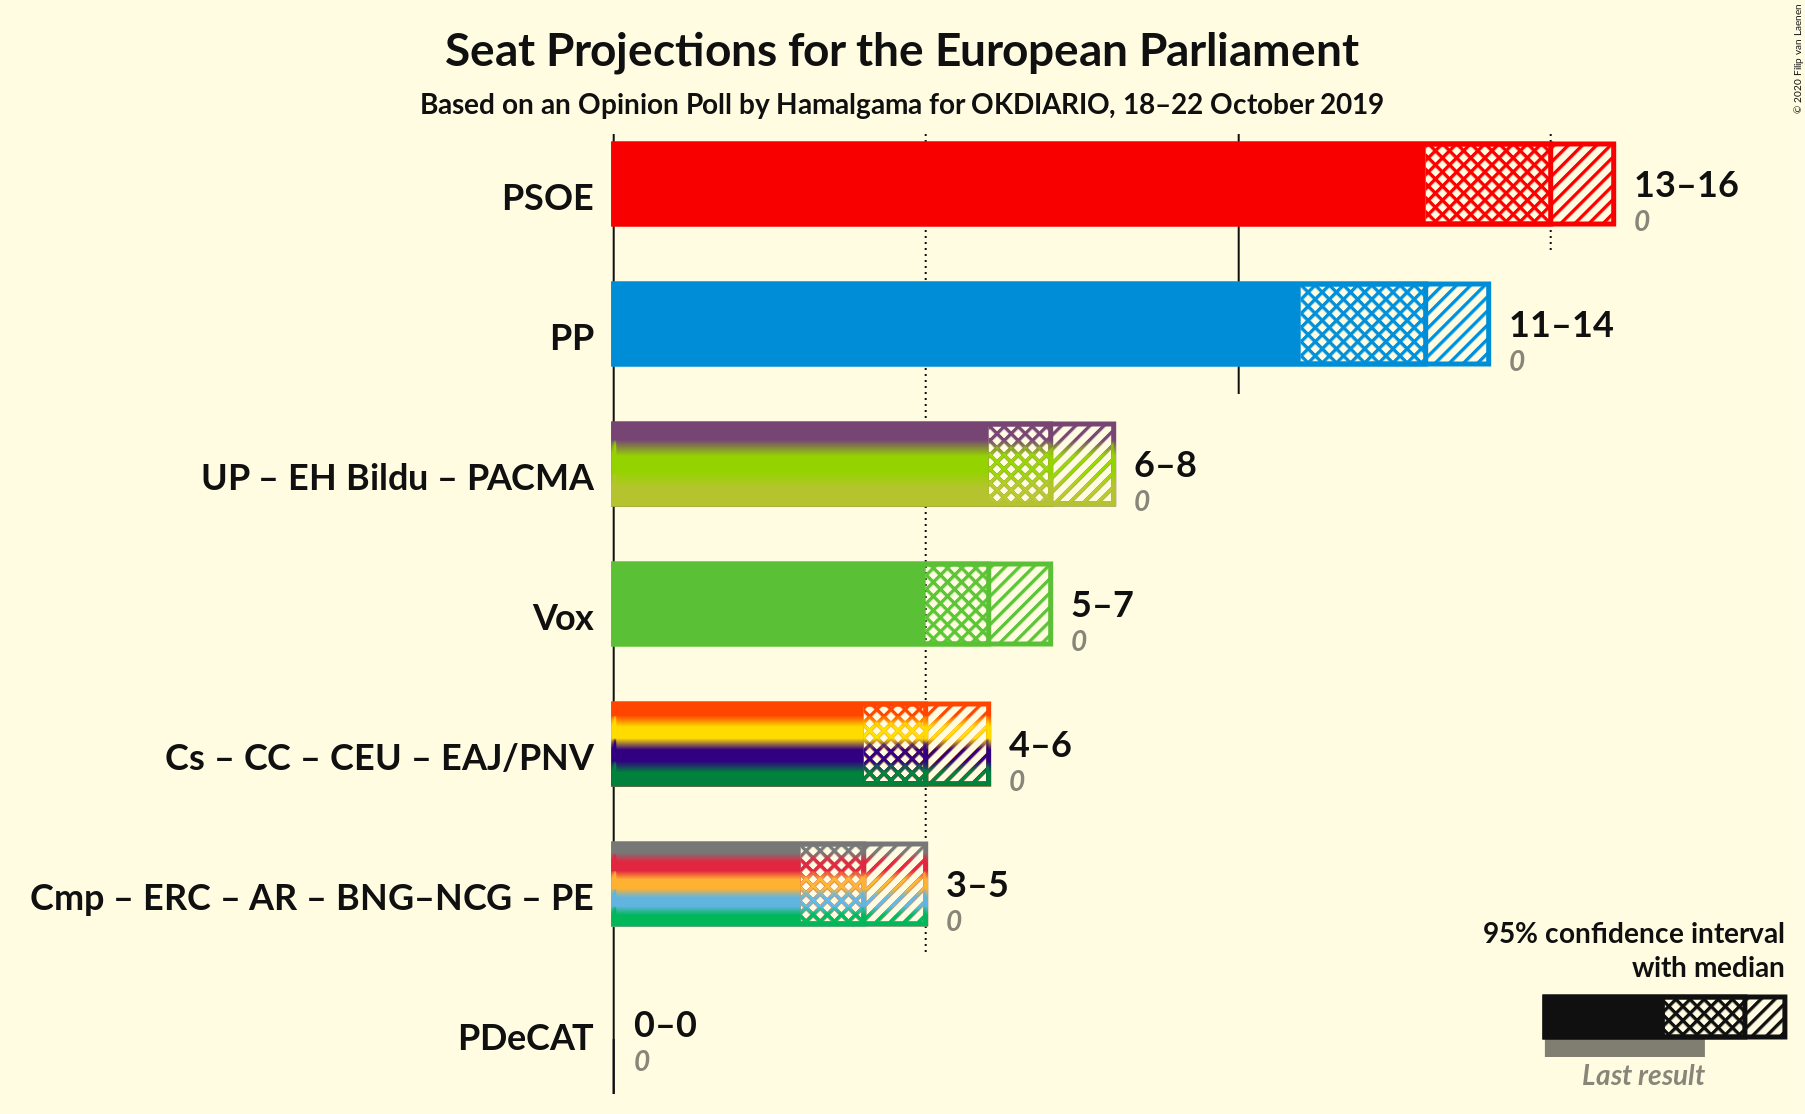 Seat Projections for the European Parliament
Based on an Opinion Poll by Hamalgama for OKDIARIO, 18–22 October 2019
© 2020 Filip van Laenen
PSOE
13–16
0
PP
11–14
0
UP – EH Bildu – PACMA
6–8
0
Vox
5–7
0
Cs – CC – CEU – EAJ/PNV
4–6
0
Cmp – ERC – AR – BNG–NCG – PE
3–5
0
PDeCAT
0–0
0
95% confidence interval
with median
Last result